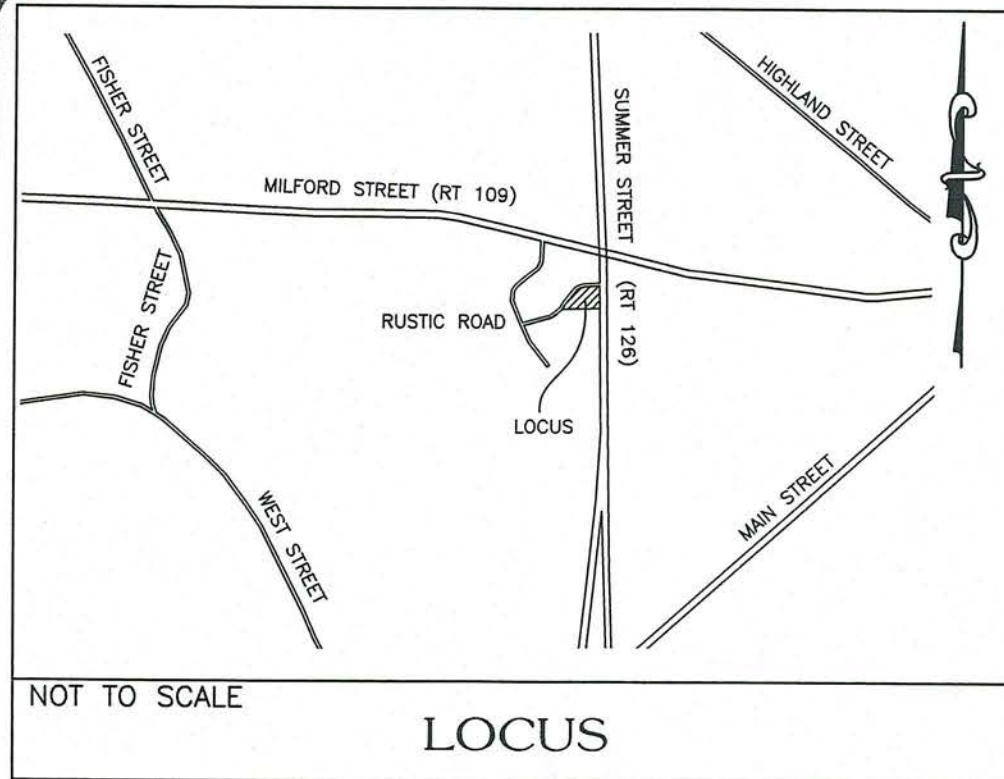 FISHER STREET
HIGHLAND STREET
SUMMER STREET
MILFORD STREET (RT 109)
(RT 126)
FISHER STREET
RUSTIC ROAD
LOCUS
MAIN STREET
WEST STREET
NOT TO SCALE
LOCUS